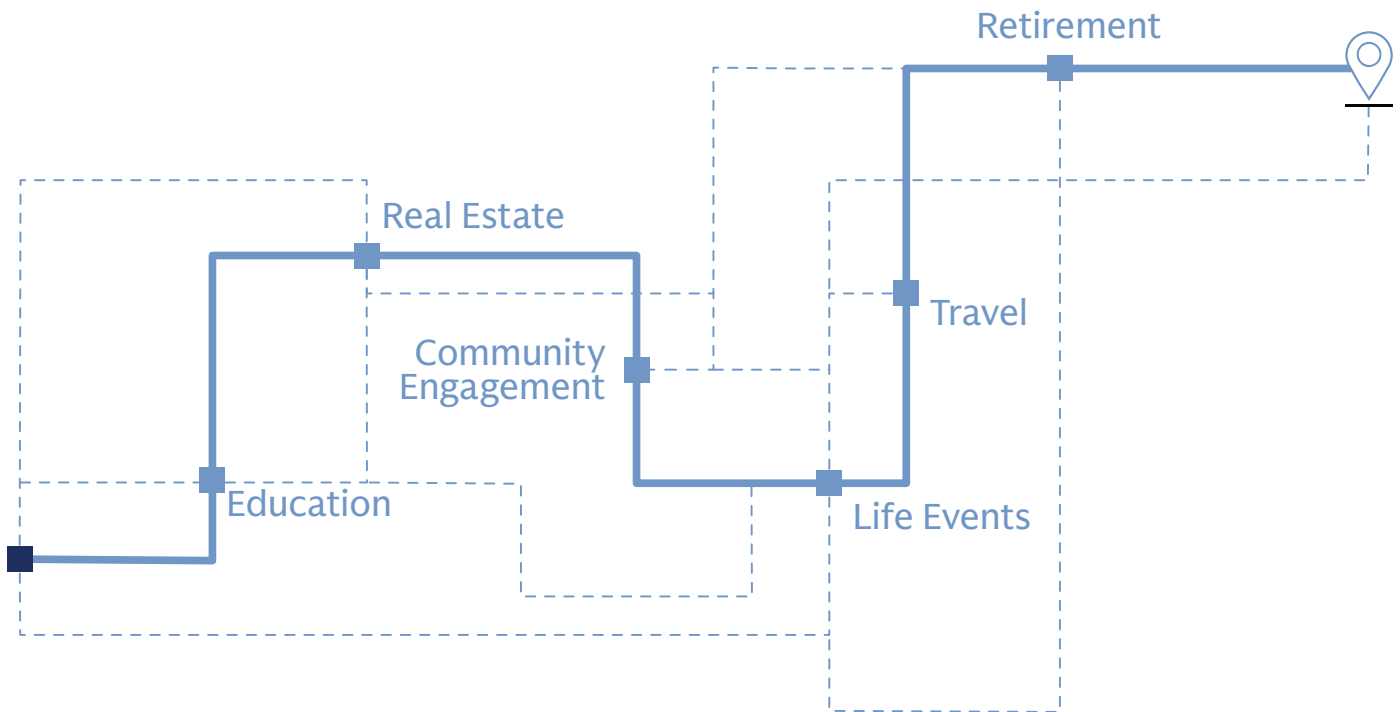 Retirement
Real Estate
Travel
Community
Engagement
Education
Life Events